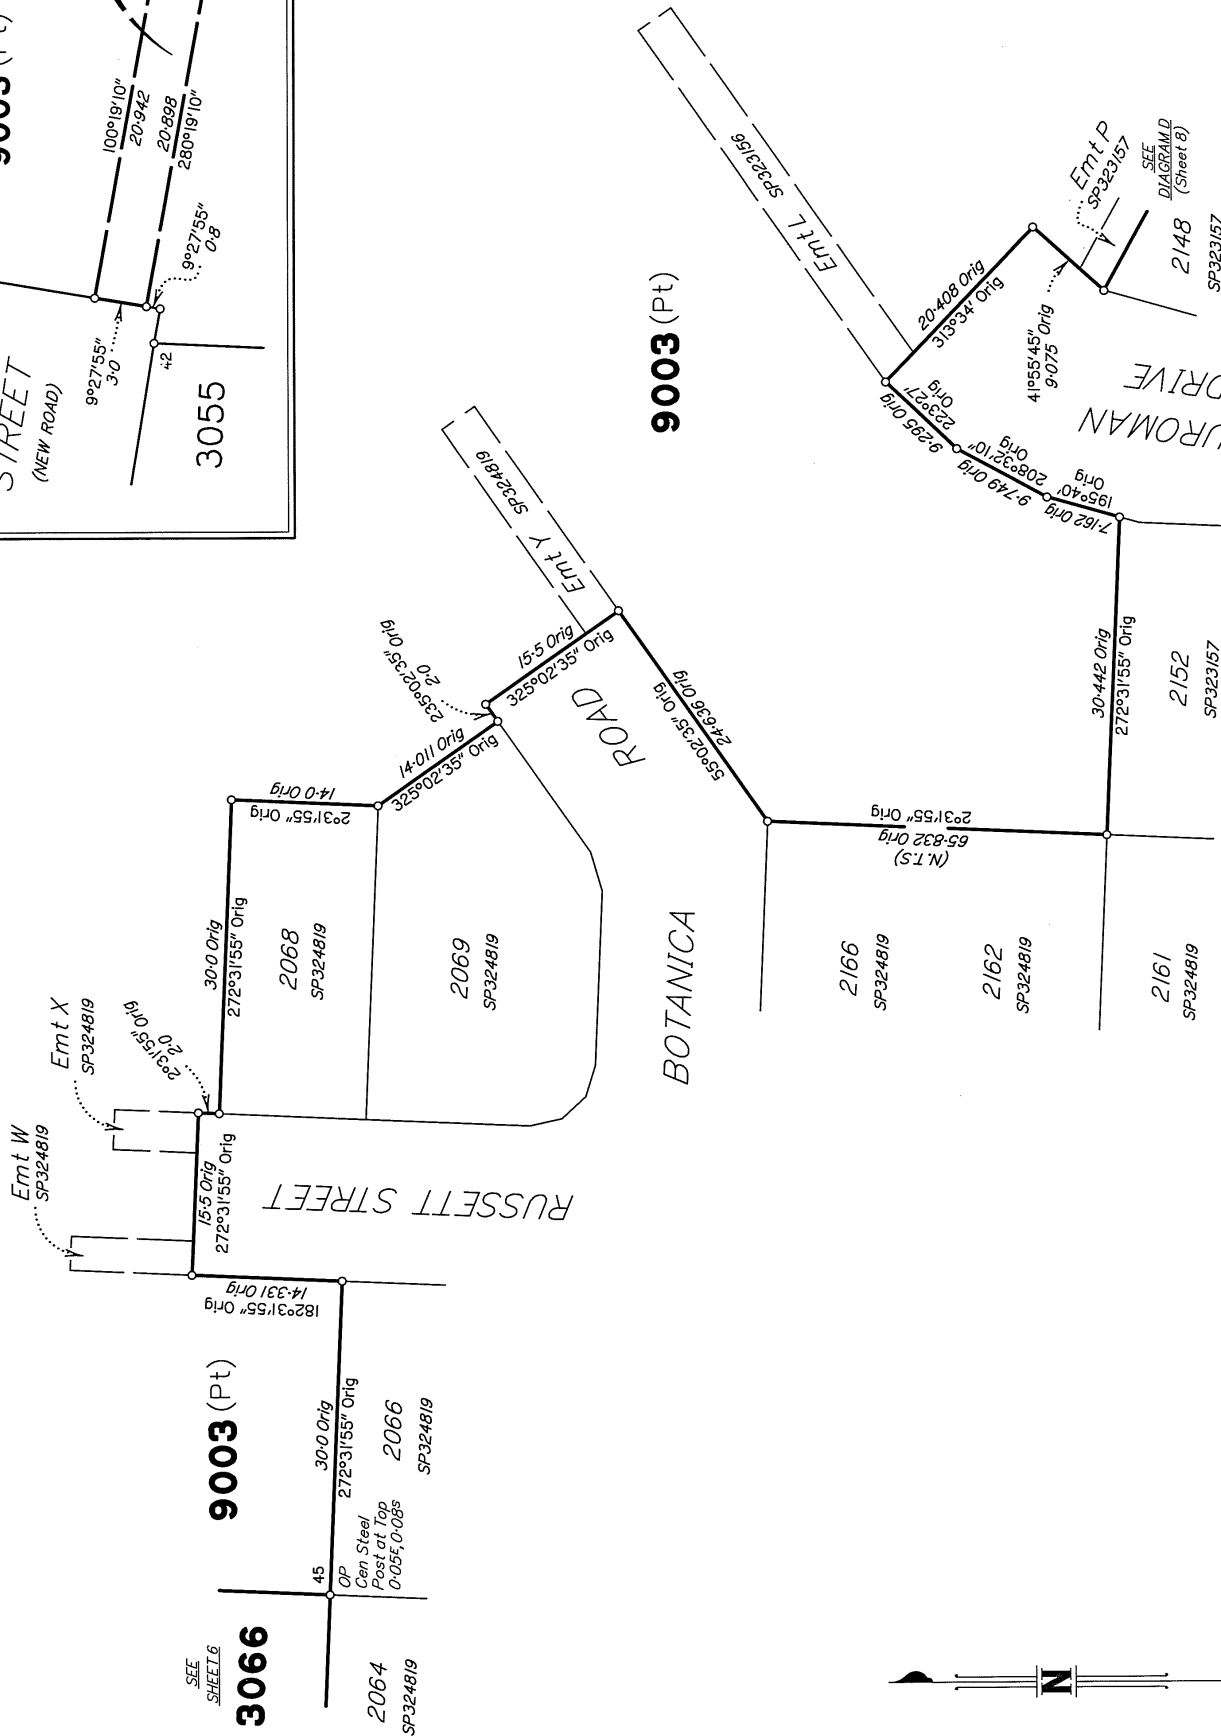 9003 (Pt)
100°19'10"
20·942
20·898
280°19'10"
9°27'55"
0·8
9°27'55"
3·0
STREET
(NEW ROAD)
42
3055
Emt L SP323156
9003 (Pt)
20·408 Orig
313°34' Orig
Emt P
SP323157
SEE
DIAGRAM D
(Sheet 8)
2148
SP323157
41°55'45"
9·075 Orig
9·295 Orig
223°27'
Orig
9·749 Orig
208°32'10"
Orig
7·162 Orig
195°40'
Orig
UROMAN
DRIVE
Emt Y SP324819
235°02'35" Orig
2·0
15·5 Orig
325°02'35" Orig
14·011 Orig
325°02'35" Orig
ROAD
55°02'35" Orig
24·636 Orig
30·442 Orig
272°31'55" Orig
2152
SP323157
2°31'55" Orig
65·832 Orig
(N.T.S)
14·0 Orig
2°31'55" Orig
30·0 Orig
272°31'55" Orig
2068
SP324819
2069
SP324819
BOTANICA
2166
SP324819
2162
SP324819
2161
SP324819
Emt X
SP324819
2°31'55" Orig
2·0
Emt W
SP324819
15·5 Orig
272°31'55" Orig
RUSSETT STREET
14·331 Orig
182°31'55" Orig
9003 (Pt)
30·0 Orig
272°31'55" Orig
2066
SP324819
45
OP
Cen Steel
Post at Top
0·05E,0·08S
SEE
SHEET 6
3066
2064
SP324819
N